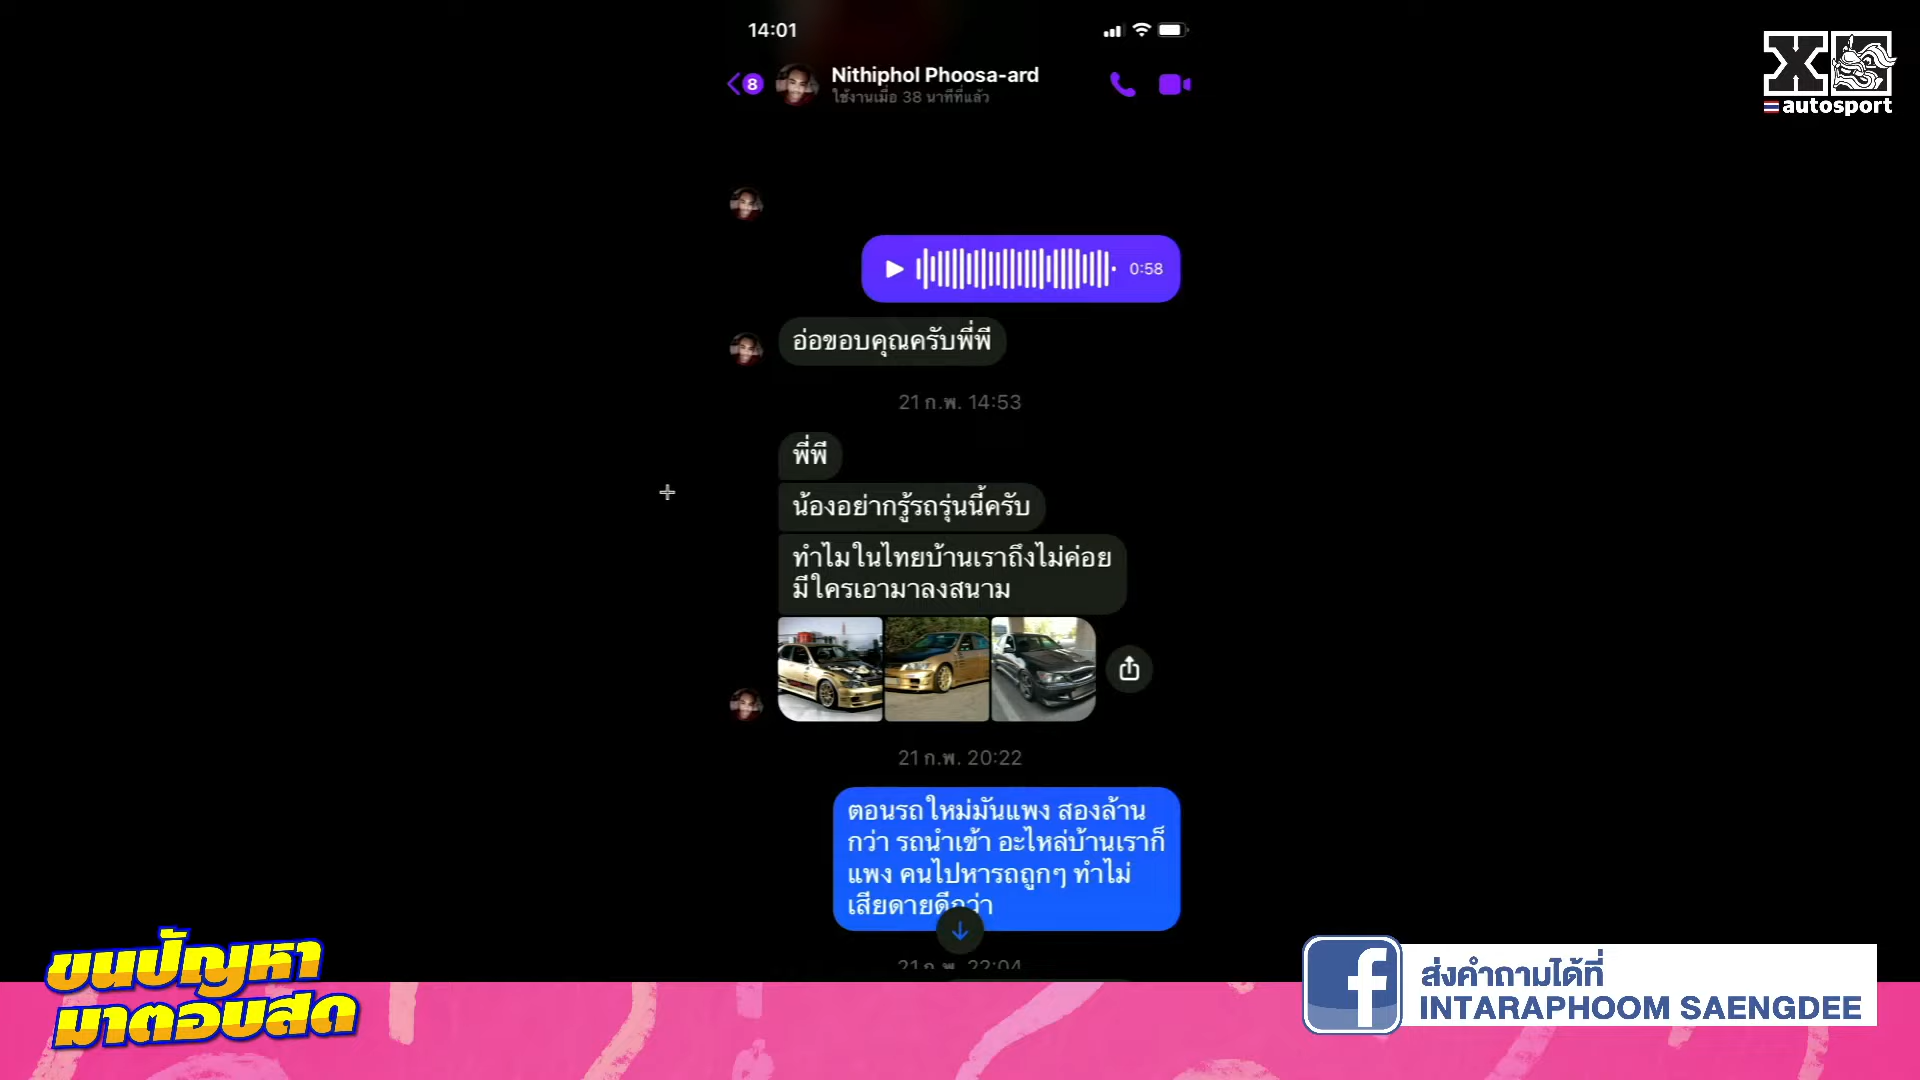 14:01
8
Nithiphol Phoosa-ard
ใช้งานเมื่อ 38 นาทีที่แล้ว
X
autosport
0:58
อ๋อขอบคุณครับพี่พี
21 ก.พ. 14:53
พี่พี
น้องอย่ากรู้รถรุ่นนี้ครับ
ทำไมในไทยบ้านเราถึงไม่ค่อย
มีใครเอามาลงสนาม
21 ก.พ. 20:22
ตอนรถใหม่มันแพง สองล้าน
กว่า รถนำเข้า อะไหล่บ้านเราก็
แพง คนไปหารถถูกๆ ทำไม่
เสียดายดีกว่า
21 ก.พ. 22:04
ขนปัญหา
มาตอบสด
f
ส่งคำถามได้ที่
INTARAPHOOM SAENGDEE